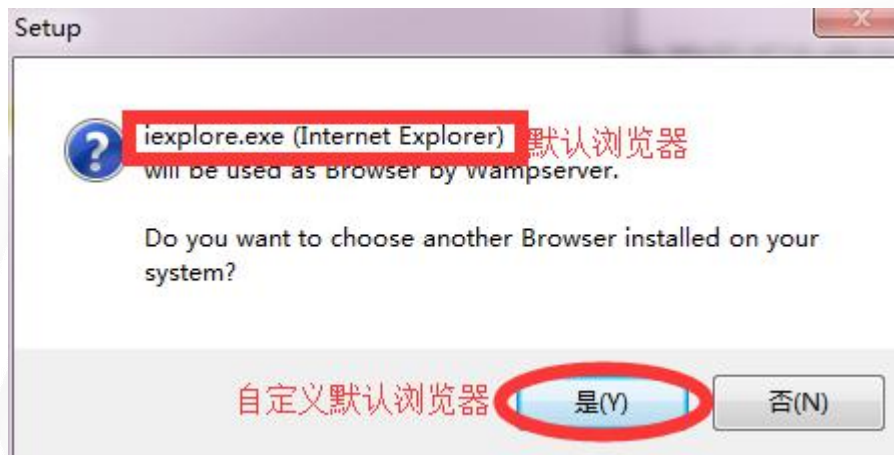 Setup
iexplore.exe (Internet Explorer) 默认浏览器
will be used as Browser by Wampserver.
Do you want to choose another Browser installed on your
system?
自定义默认浏览器 是(Y) 否(N)